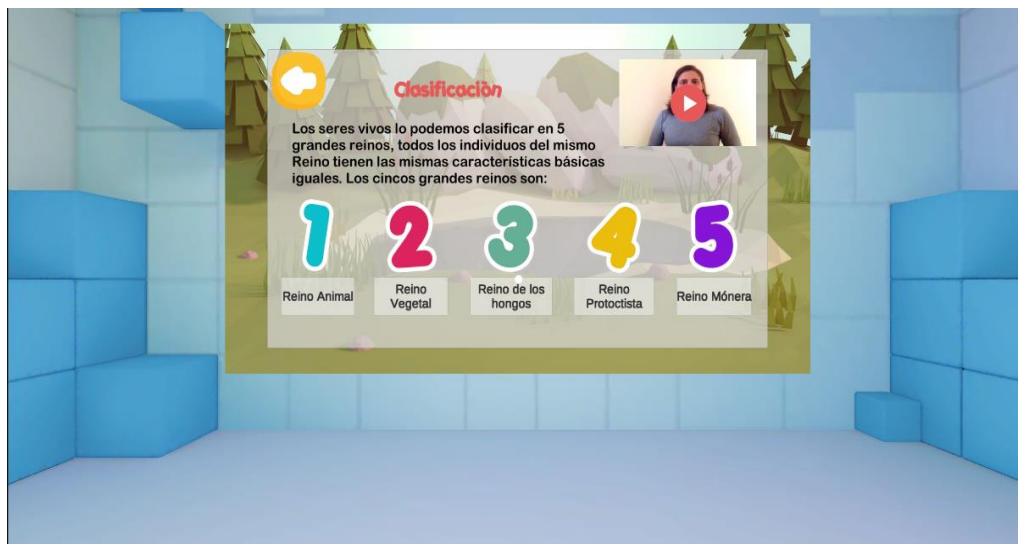 Clasificaciòn
Los seres vivos lo podemos clasificar en 5
grandes reinos, todos los individuos del mismo
Reino tienen las mismas características básicas
iguales. Los cincos grandes reinos son:
1 2 3 4 5
Reino Animal
Reino
Vegetal
Reino de los
hongos
Reino
Protoctista
Reino Mónera